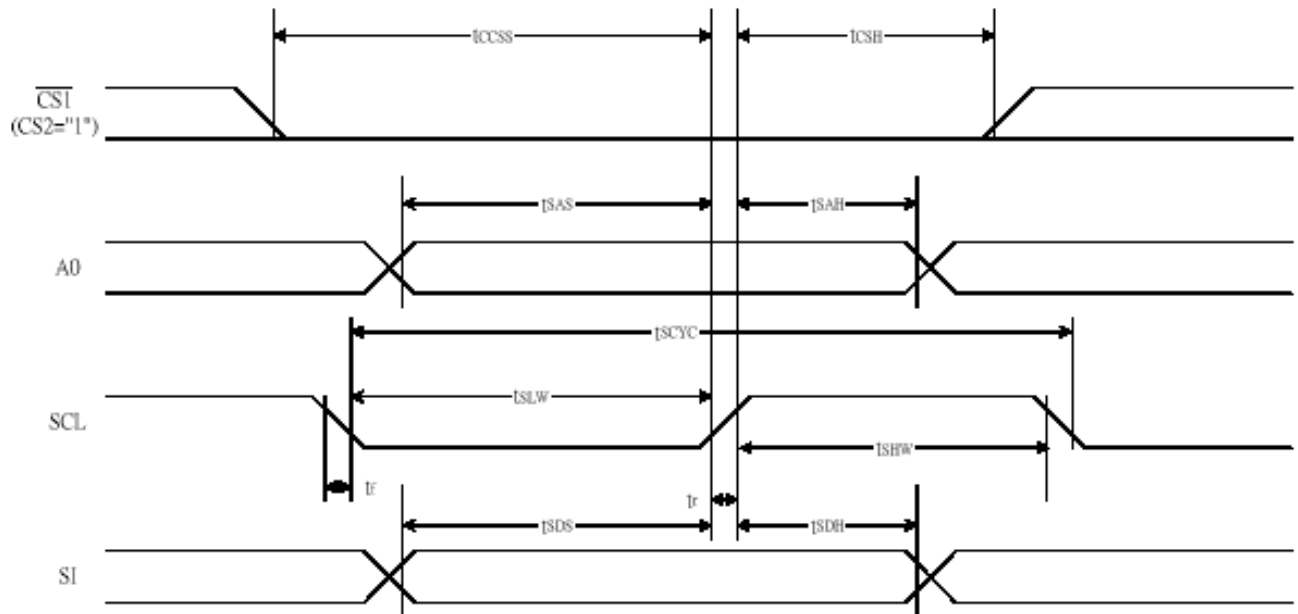 tCCSS tCSH
CS1
(CS2="1")
tSAS tSAH
A0
tSCYC
tSLW
SCL
tSHW
tf tr
tSDS tSDH
SI